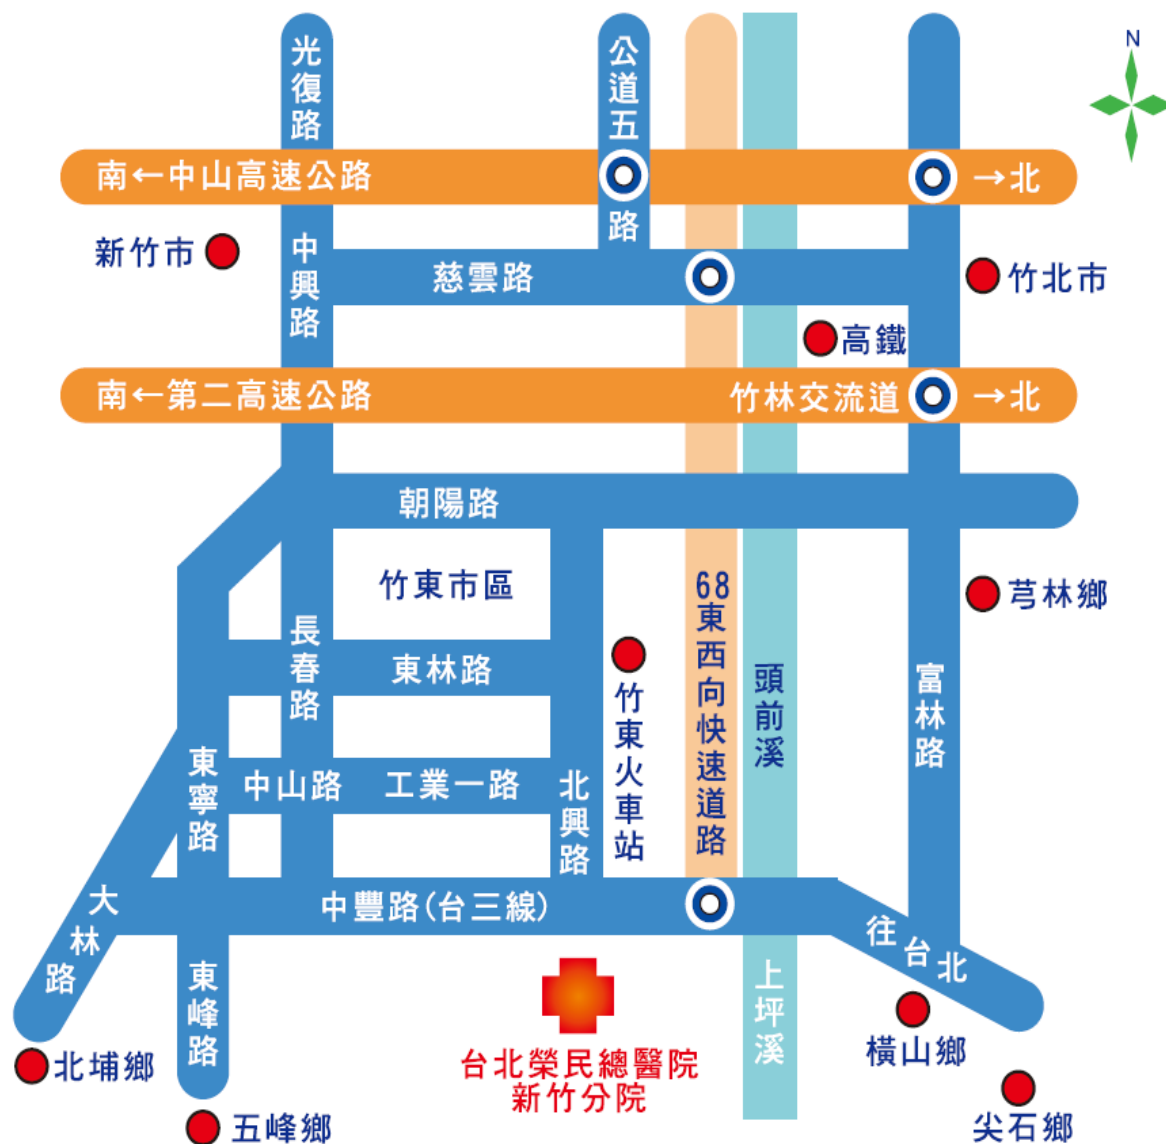 N
光復路
公道五路
南←中山高速公路
→北
新竹市
中興路
慈雲路
竹北市
高鐵
南←第二高速公路
竹林交流道
→北
朝陽路
竹東市區
68東西向快速道路
芎林鄉
長春路
東林路
竹東火車站
頭前溪
富林路
東寧路
中山路
工業一路
北興路
大林路
中豐路(台三線)
往台北
東峰路
上坪溪
北埔鄉
台北榮民總醫院
新竹分院
橫山鄉
五峰鄉
尖石鄉